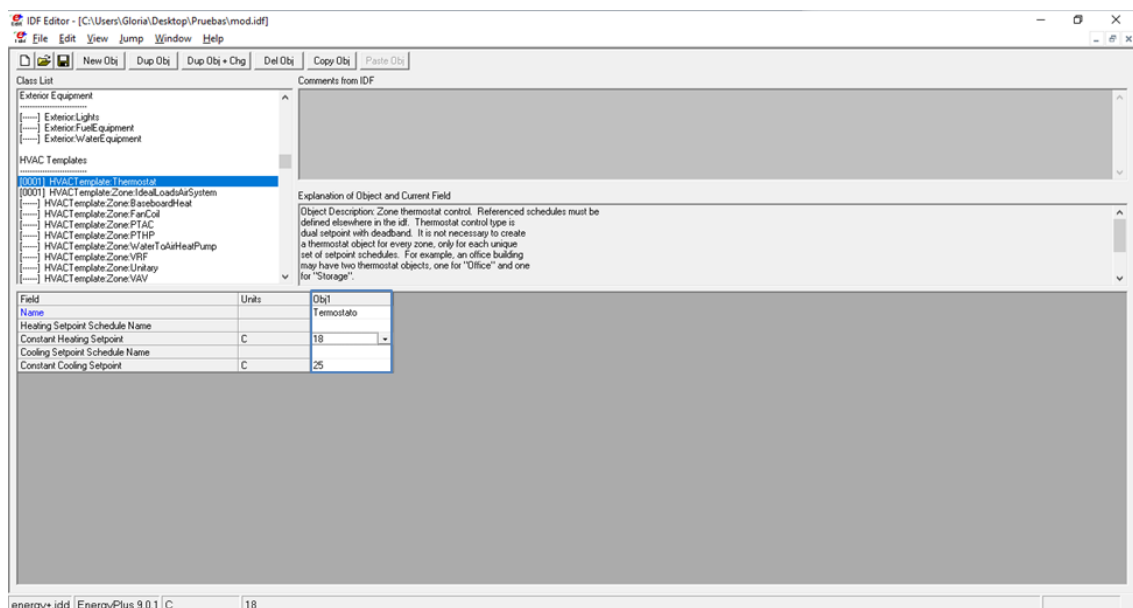 IDF Editor - [C:\Users\Gloria\Desktop\Pruebas\mod.idf]
File Edit View Jump Window Help
New Obj Dup Obj Dup Obj + Chg Del Obj Copy Obj Paste Obj
Class List
Comments from IDF
Exterior Equipment
[------] Exterior:Lights
[------] Exterior:FuelEquipment
[------] Exterior:WaterEquipment
HVAC Templates
[0001] HVACTemplate:Thermostat
[0001] HVACTemplate:Zone:IdealLoadsAirSystem
[------] HVACTemplate:Zone:BaseboardHeat
[------] HVACTemplate:Zone:FanCoil
[------] HVACTemplate:Zone:PTAC
[------] HVACTemplate:Zone:PTHP
[------] HVACTemplate:Zone:WaterToAirHeatPump
[------] HVACTemplate:Zone:VRF
[------] HVACTemplate:Zone:Unitary
[------] HVACTemplate:Zone:VAV
Explanation of Object and Current Field
Object Description: Zone thermostat control. Referenced schedules must be
defined elsewhere in the idf. Thermostat control type is
dual setpoint with deadband. It is not necessary to create
a thermostat object for every zone, only for each unique
set of setpoint schedules. For example, an office building
may have two thermostat objects, one for "Office" and one
for "Storage".
Field Units Obj1
Name Termostato
Heating Setpoint Schedule Name
Constant Heating Setpoint C 18
Cooling Setpoint Schedule Name
Constant Cooling Setpoint C 25
energy+.idd EnergyPlus 9.0.1 C 18